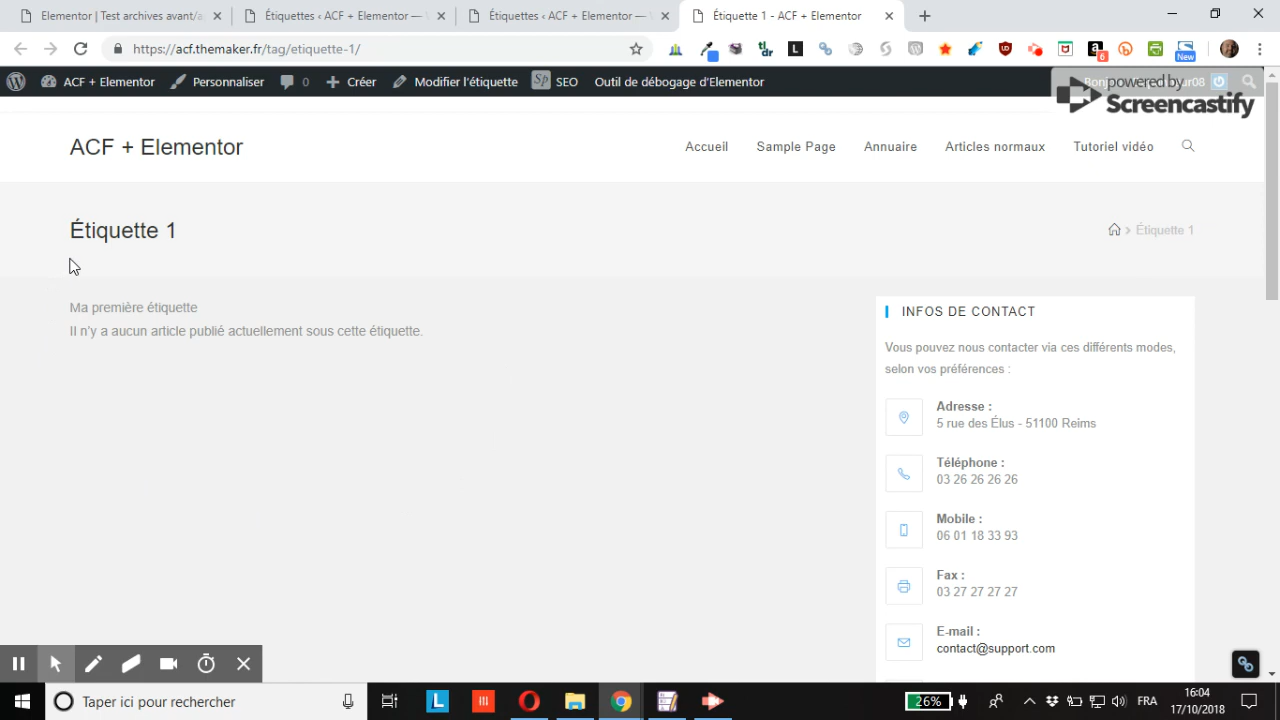 Elementor | Test archives avant/a
Étiquettes ‹ ACF + Elementor — W
Étiquettes ‹ ACF + Elementor — W
Étiquette 1 - ACF + Elementor
https://acf.themaker.fr/tag/etiquette-1/
tl;dr
L
6
New
ACF + Elementor
Personnaliser
0
Créer
Modifier l'étiquette
SEO
Outil de débogage d'Elementor
powered by
Screencastify
ACF + Elementor
Accueil
Sample Page
Annuaire
Articles normaux
Tutoriel vidéo
Étiquette 1
Étiquette 1
Ma première étiquette
Il n'y a aucun article publié actuellement sous cette étiquette.
INFOS DE CONTACT
Vous pouvez nous contacter via ces différents modes,
selon vos préférences :
Adresse :
5 rue des Élus - 51100 Reims
Téléphone :
03 26 26 26 26
Mobile :
06 01 18 33 93
Fax :
03 27 27 27 27
E-mail :
contact@support.com
Taper ici pour rechercher
L
26%
FRA
16:04
17/10/2018